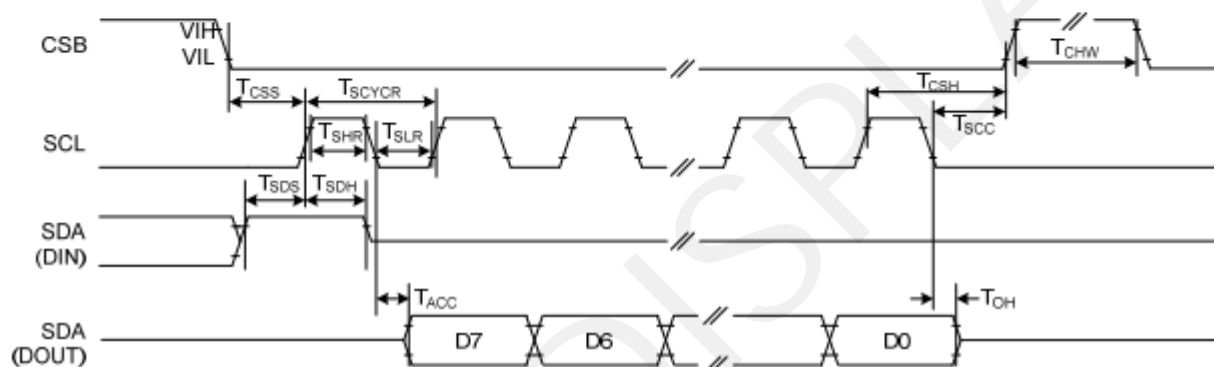 CSB
VIH
VIL
TCHW
TCSS
TSCYCR
TCSH
TSCC
SCL
TSHR
TSLR
TSDS
TSDH
SDA
(DIN)
TACC
TOH
SDA
(DOUT)
D7
D6
D0
DISPLA